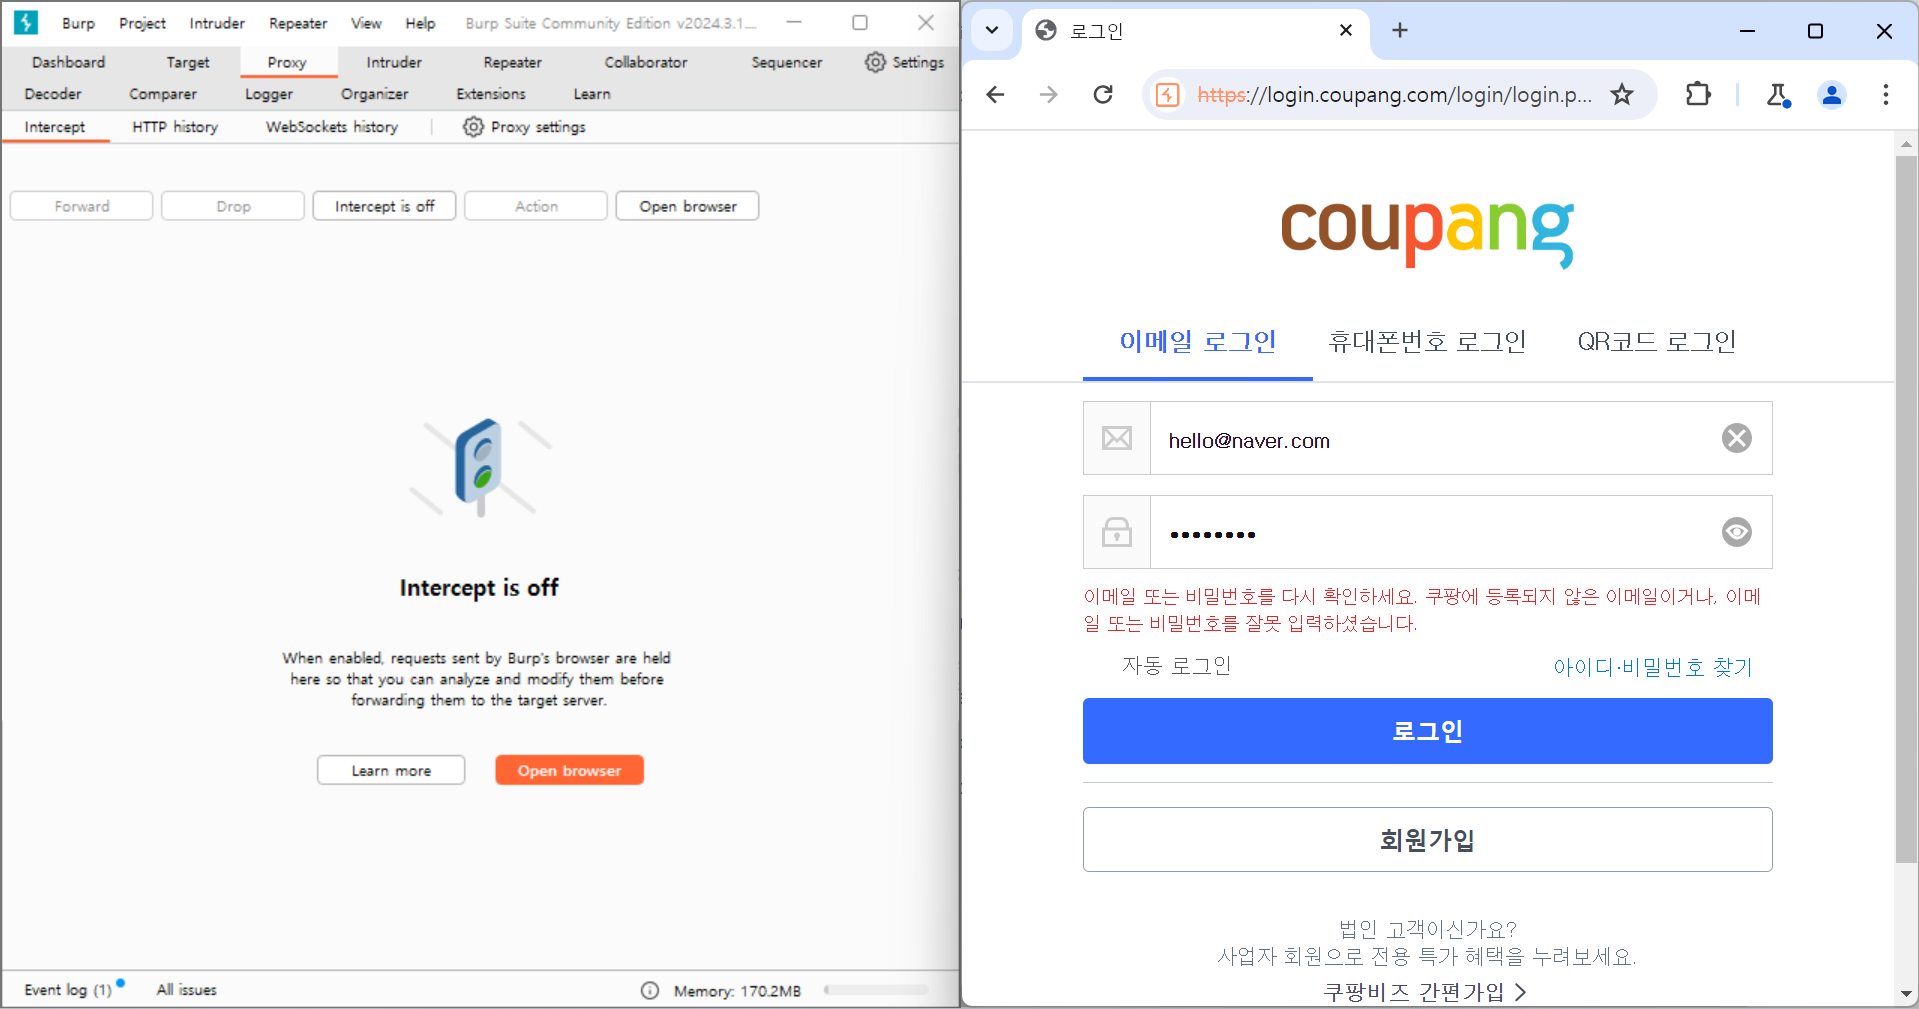 Burp Project Intruder Repeater View Help Burp Suite Community Edition v2024.3.1....
Dashboard Target Proxy Intruder Repeater Collaborator Sequencer Settings
Decoder Comparer Logger Organizer Extensions Learn
Intercept HTTP history WebSockets history Proxy settings
Forward Drop Intercept is off Action Open browser
Intercept is off
When enabled, requests sent by Burp's browser are held
here so that you can analyze and modify them before
forwarding them to the target server.
Learn more Open browser
Event log (1) All issues Memory: 170.2MB
로그인
https://login.coupang.com/login/login.p...
coupang
이메일 로그인 휴대폰번호 로그인 QR코드 로그인
hello@naver.com
••••••••
이메일 또는 비밀번호를 다시 확인하세요. 쿠팡에 등록되지 않은 이메일이거나, 이메
일 또는 비밀번호를 잘못 입력하셨습니다.
자동 로그인 아이디·비밀번호 찾기
로그인
회원가입
법인 고객이신가요?
사업자 회원으로 전용 특가 혜택을 누려보세요.
쿠팡비즈 간편가입 >